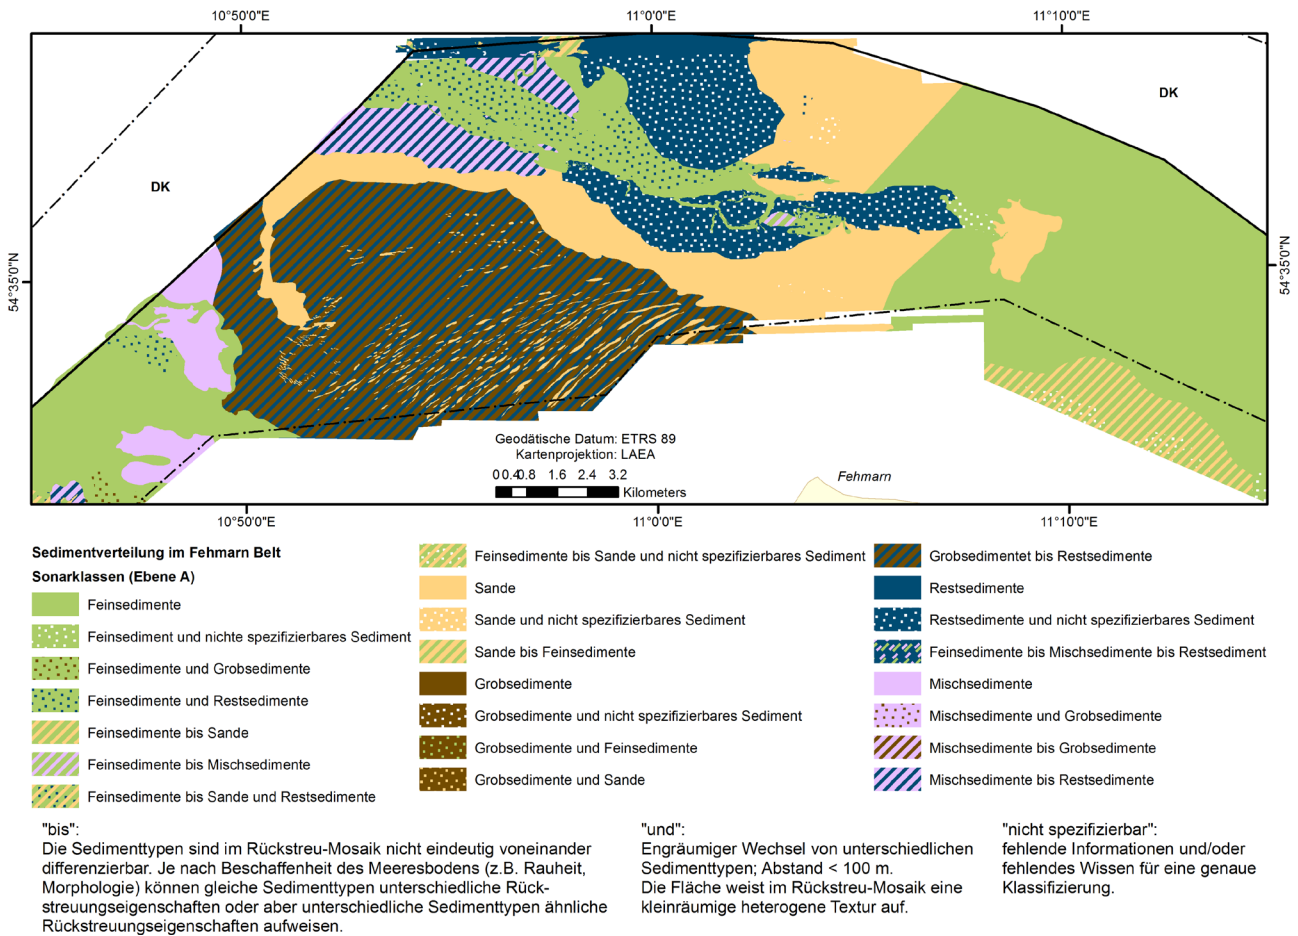 10°50'0"E
11°0'0"E
11°10'0"E
DK
DK
54°35'0"N
54°35'0"N
Geodätische Datum: ETRS 89
Kartenprojektion: LAEA
0 0.4 0.8 1.6 2.4 3.2
Kilometers
Fehmarn
10°50'0"E
11°0'0"E
11°10'0"E
Sedimentverteilung im Fehmarn Belt
Sonarklassen (Ebene A)
Feinsedimente
Feinsediment und nichte spezifizierbares Sediment
Feinsedimente und Grobsedimente
Feinsedimente und Restsedimente
Feinsedimente bis Sande
Feinsedimente bis Mischsedimente
Feinsedimente bis Sande und Restsedimente
Feinsedimente bis Sande und nicht spezifizierbares Sediment
Sande
Sande und nicht spezifizierbares Sediment
Sande bis Feinsedimente
Grobsedimente
Grobsedimente und nicht spezifizierbares Sediment
Grobsedimente und Feinsedimente
Grobsedimente und Sande
Grobsedimentet bis Restsedimente
Restsedimente
Restsedimente und nicht spezifizierbares Sediment
Feinsedimente bis Mischsedimente bis Restsediment
Mischsedimente
Mischsedimente und Grobsedimente
Mischsedimente bis Grobsedimente
Mischsedimente bis Restsedimente
"bis":
Die Sedimenttypen sind im Rückstreu-Mosaik nicht eindeutig voneinander
differenzierbar. Je nach Beschaffenheit des Meeresbodens (z.B. Rauheit,
Morphologie) können gleiche Sedimenttypen unterschiedliche Rück-
streuungseigenschaften oder aber unterschiedliche Sedimenttypen ähnliche
Rückstreuungseigenschaften aufweisen.
"und":
Engräumiger Wechsel von unterschiedlichen
Sedimenttypen; Abstand < 100 m.
Die Fläche weist im Rückstreu-Mosaik eine
kleinräumige heterogene Textur auf.
"nicht spezifizierbar":
fehlende Informationen und/oder
fehlendes Wissen für eine genaue
Klassifizierung.